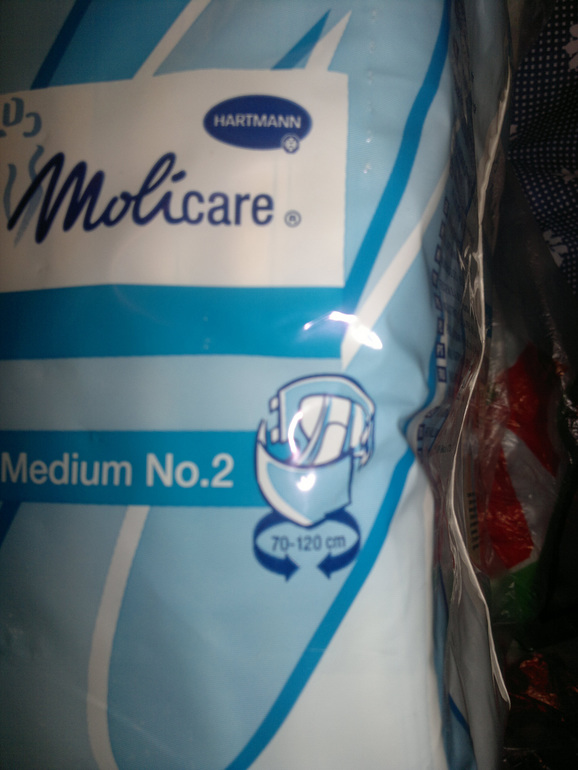 HARTMANN
Molicare ®
Medium No.2
70-120 cm